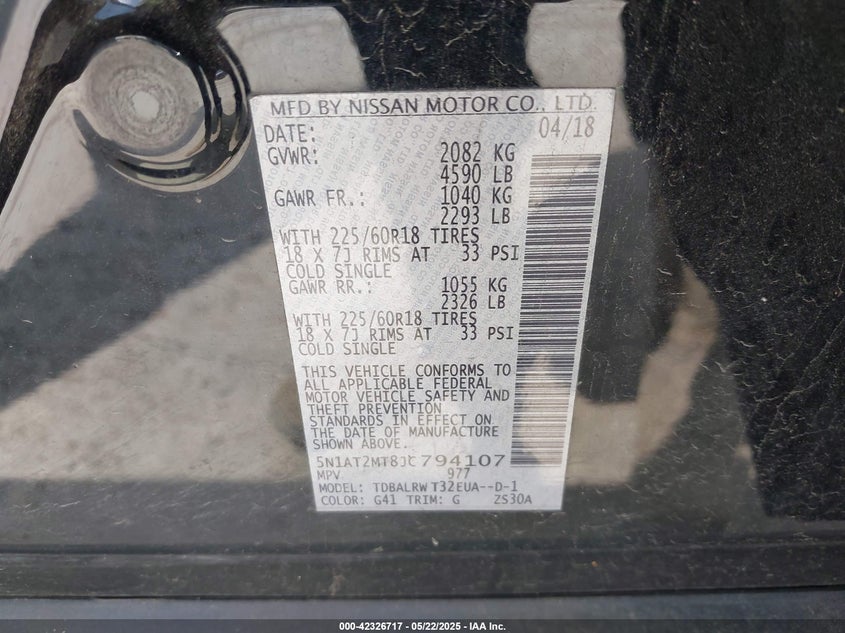 MFD BY NISSAN MOTOR CO., LTD.
DATE: 04/18
GVWR: 2082 KG
4590 LB
GAWR FR.: 1040 KG
2293 LB
WITH 225/60R18 TIRES
18 X 7J RIMS AT 33 PSI
COLD SINGLE
GAWR RR.: 1055 KG
2326 LB
WITH 225/60R18 TIRES
18 X 7J RIMS AT 33 PSI
COLD SINGLE
THIS VEHICLE CONFORMS TO
ALL APPLICABLE FEDERAL
MOTOR VEHICLE SAFETY AND
THEFT PREVENTION
STANDARDS IN EFFECT ON
THE DATE OF MANUFACTURE
SHOWN ABOVE.
5N1AT2MT8JC794107
MPV 977
MODEL: TDBALRW T32EUA--D-1
COLOR: G41 TRIM: G ZS30A
000-42326717 - 05/22/2025 - IAA Inc.